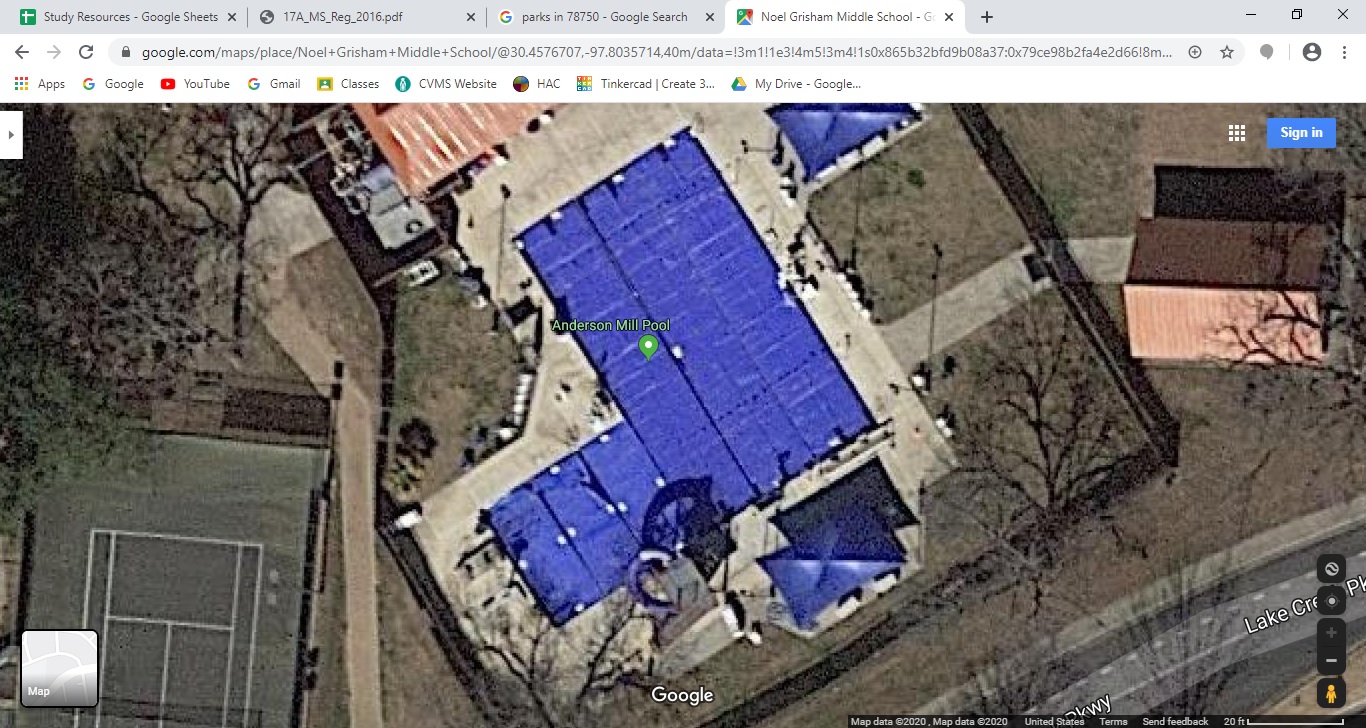 Study Resources - Google Sheets
17A_MS_Reg_2016.pdf
parks in 78750 - Google Search
Noel Grisham Middle School - Go
google.com/maps/place/Noel+Grisham+Middle+School/@30.4576707,-97.8035714,40m/data=!3m1!1e3!4m5!3m4!1s0x865b32bfd9b08a37:0x79ce98b2fa4e2d66!8m...
Apps
Google
YouTube
Gmail
Classes
CVMS Website
HAC
Tinkercad | Create 3...
My Drive - Google...
Sign in
Anderson Mill Pool
Lake Cre
Pk
Pkwy
Map
Google
Map data ©2020 , Map data ©2020
United States
Terms
Send feedback
20 ft